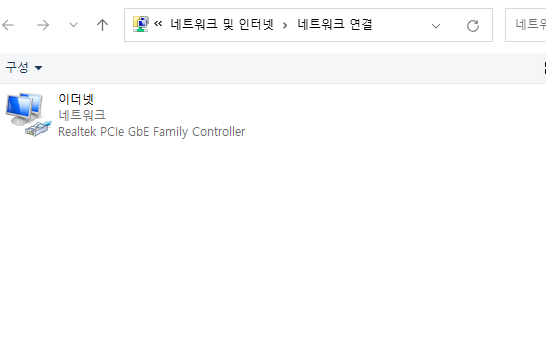 « 네트워크 및 인터넷 > 네트워크 연결
네트워
구성
이더넷
네트워크
Realtek PCIe GbE Family Controller